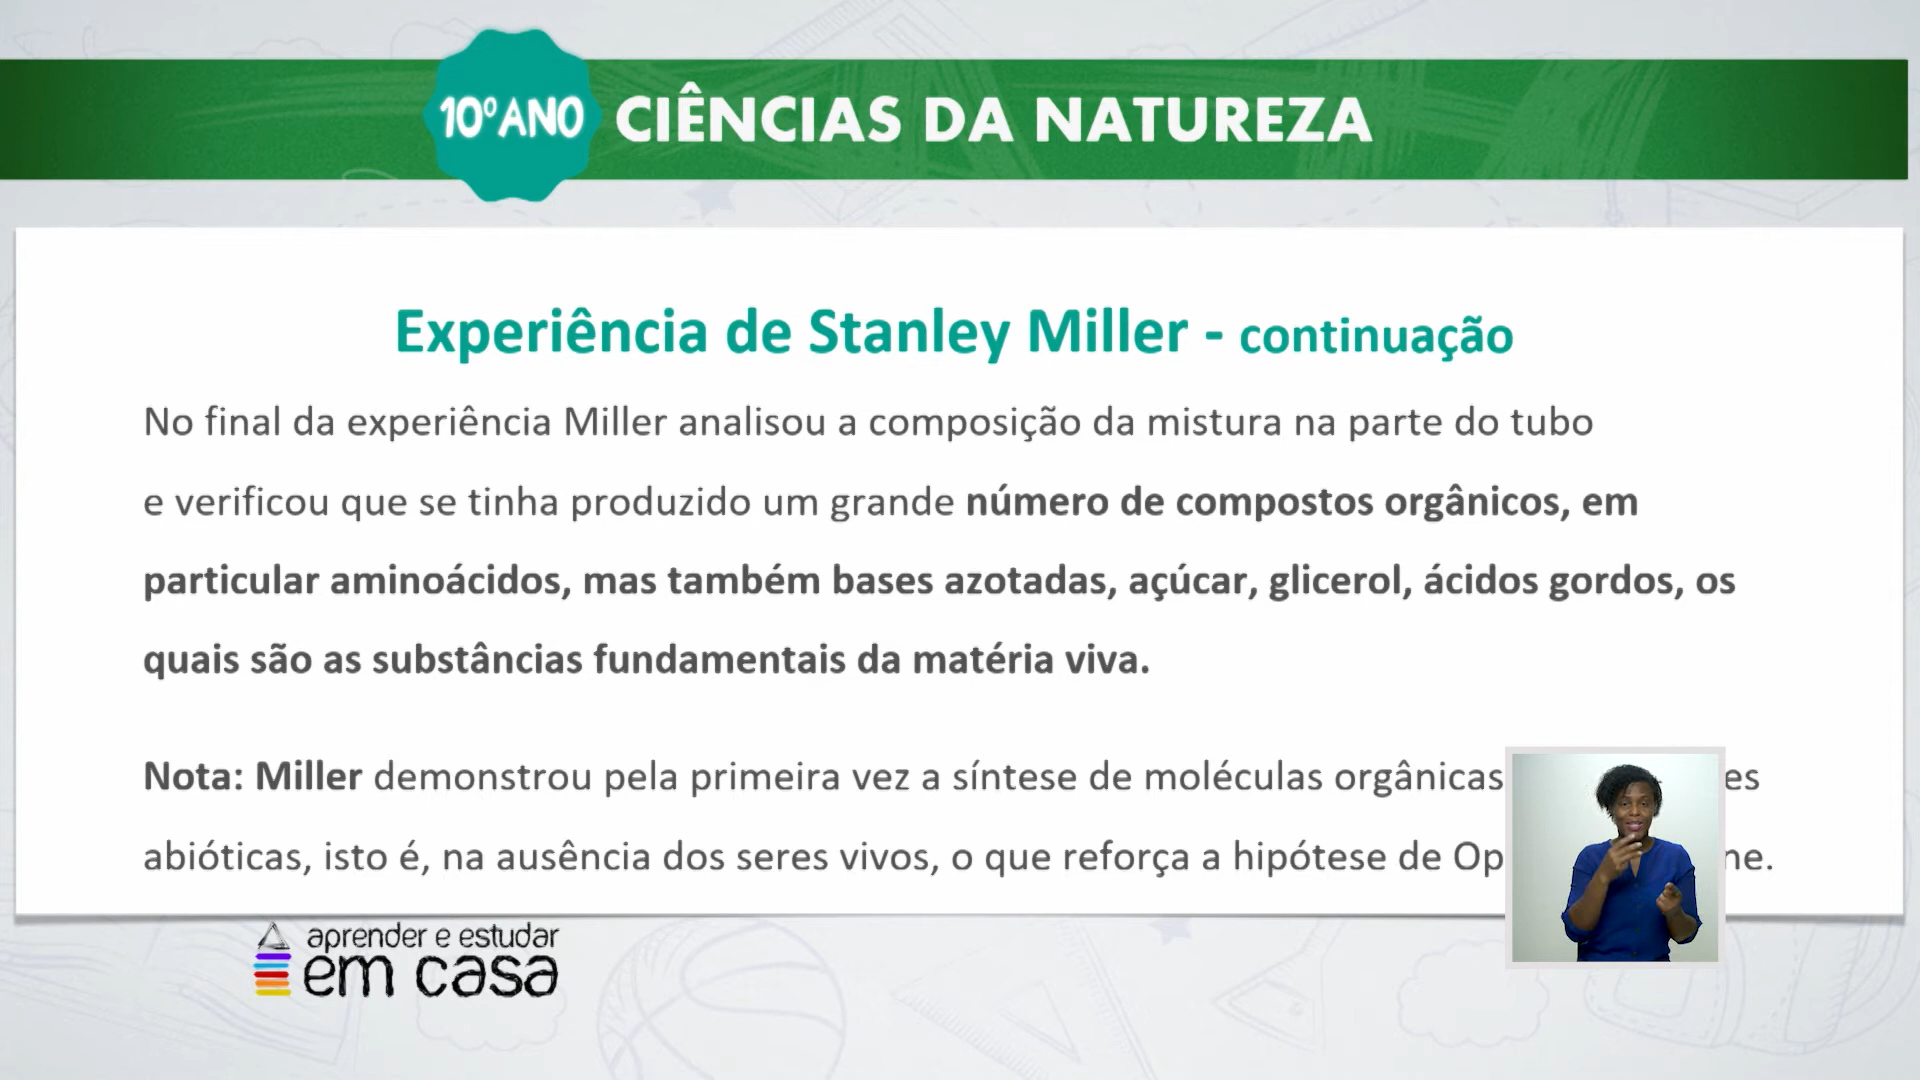 10ºANO CIÊNCIAS DA NATUREZA
Experiência de Stanley Miller - continuação
No final da experiência Miller analisou a composição da mistura na parte do tubo
e verificou que se tinha produzido um grande número de compostos orgânicos, em
particular aminoácidos, mas também bases azotadas, açúcar, glicerol, ácidos gordos, os
quais são as substâncias fundamentais da matéria viva.
Nota: Miller demonstrou pela primeira vez a síntese de moléculas orgânicas
abióticas, isto é, na ausência dos seres vivos, o que reforça a hipótese de
aprender e estudar
em casa